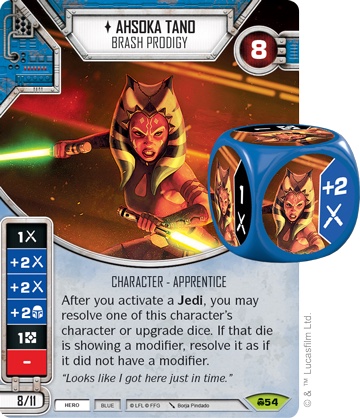 AHSOKA TANO
BRASH PRODIGY
8
1
+2
+2
+2
1
-
8/11
1
+2
CHARACTER - APPRENTICE
After you activate a Jedi, you may
resolve one of this character's
character or upgrade dice. If that die
is showing a modifier, resolve it as if
it did not have a modifier.
"Looks like I got here just in time."
HERO
BLUE
© LFL © FFG
Borja Pindado
54
© & ™ Lucasfilm Ltd.